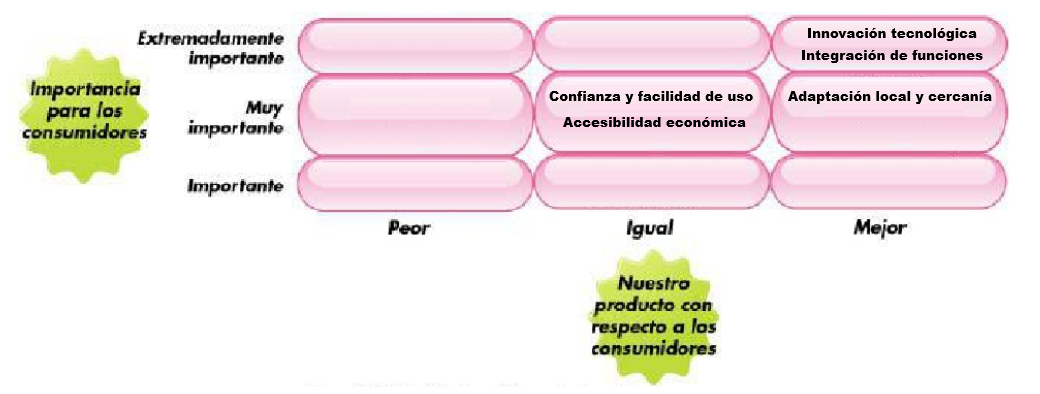 Extremadamente
importante
Innovación tecnológica
Integración de funciones
Importancia
para los
consumidores
Muy
importante
Confianza y facilidad de uso
Accesibilidad económica
Adaptación local y cercanía
Importante
Peor
Igual
Mejor
Nuestro
producto con
respecto a los
consumidores